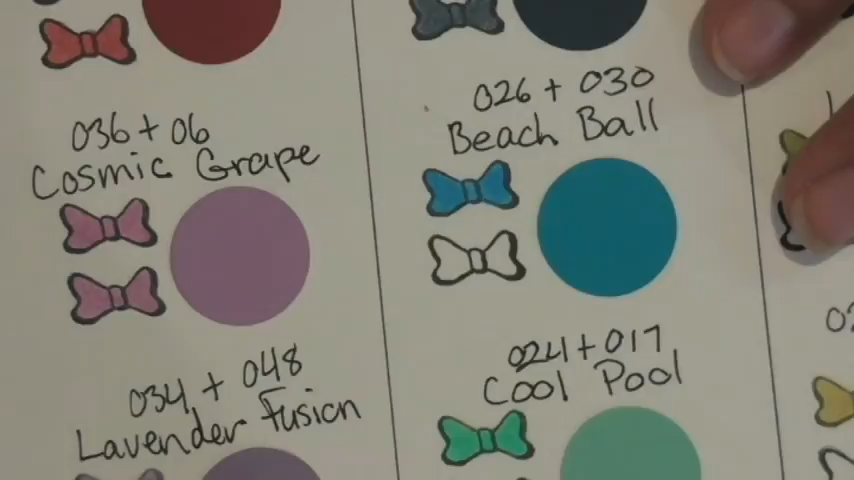 036 + 06
Cosmic Grape
034 + 048
Lavender Fusion
026 + 030
Beach Ball
024 + 017
Cool Pool